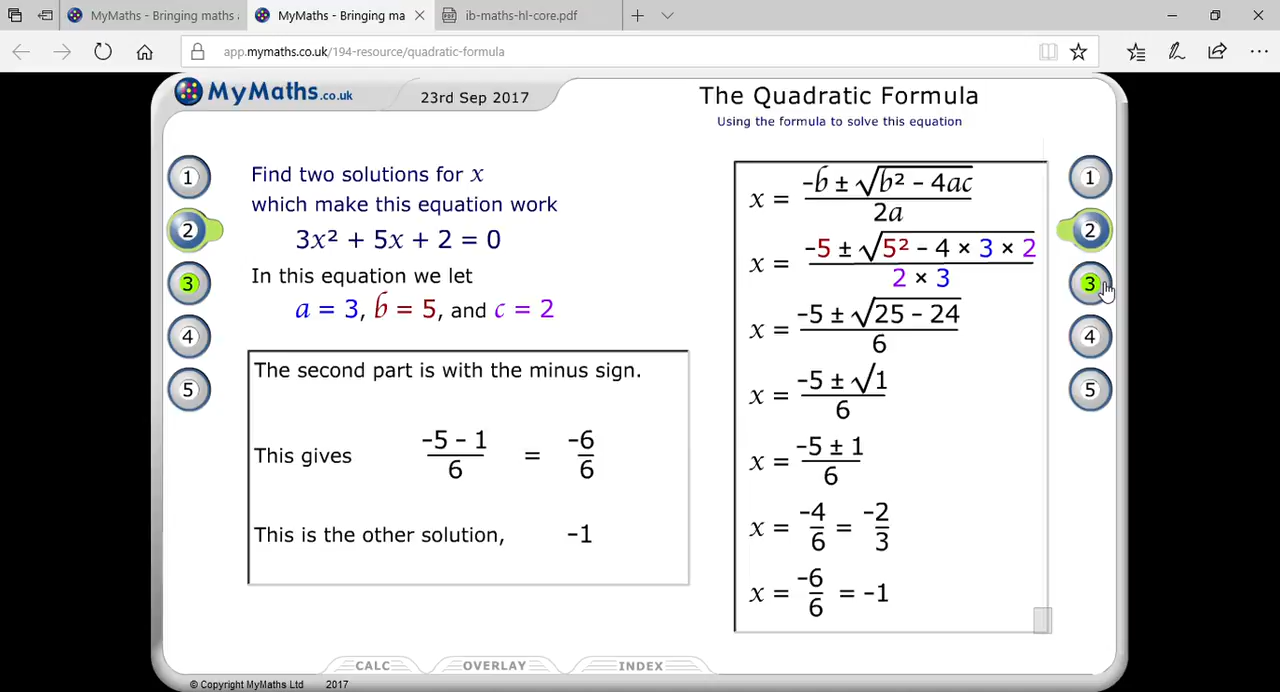 MyMaths - Bringing maths a
MyMaths - Bringing ma
ib-maths-hl-core.pdf
app.mymaths.co.uk/194-resource/quadratic-formula
MyMaths.co.uk
23rd Sep 2017
The Quadratic Formula
Using the formula to solve this equation
1
2
3
4
5
Find two solutions for x
which make this equation work
3x² + 5x + 2 = 0
In this equation we let
a = 3, b = 5, and c = 2
The second part is with the minus sign.
This gives (-5 - 1)/6 = -6/6
This is the other solution, -1
x = (-b ± √(b² - 4ac))/2a
x = (-5 ± √(5² - 4 × 3 × 2))/(2 × 3)
x = (-5 ± √(25 - 24))/6
x = (-5 ± √1)/6
x = (-5 ± 1)/6
x = -4/6 = -2/3
x = -6/6 = -1
1
2
3
4
5
CALC
OVERLAY
INDEX
© Copyright MyMaths Ltd 2017